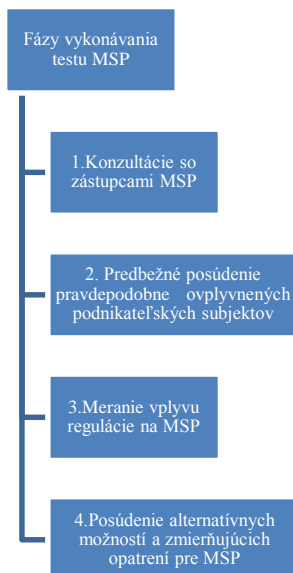 Fázy vykonávania
testu MSP
1.Konzultácie so
zástupcami MSP
2. Predbežné posúdenie
pravdepodobne ovplyvnených
podnikateľských subjektov
3.Meranie vplyvu
regulácie na MSP
4.Posúdenie alternatívnych
možností a zmierňujúcich
opatrení pre MSP